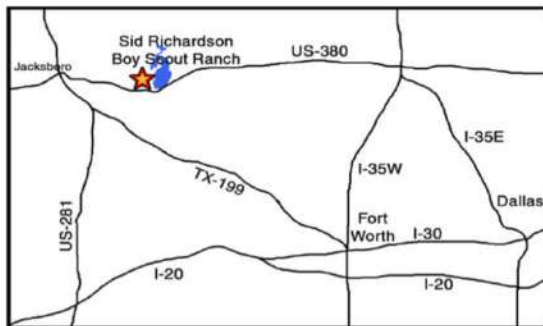 Sid Richardson
Boy Scout Ranch
US-380
Jacksboro
I-35E
TX-199
I-35W
Dallas
US-281
Fort
Worth
I-30
I-20
I-20